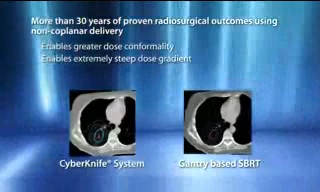 More than 30 years of proven radiosurgical outcomes using
non-coplanar delivery
Enables greater dose conformality
Enables extremely steep dose gradient
CyberKnife® System
Gantry based SBRT